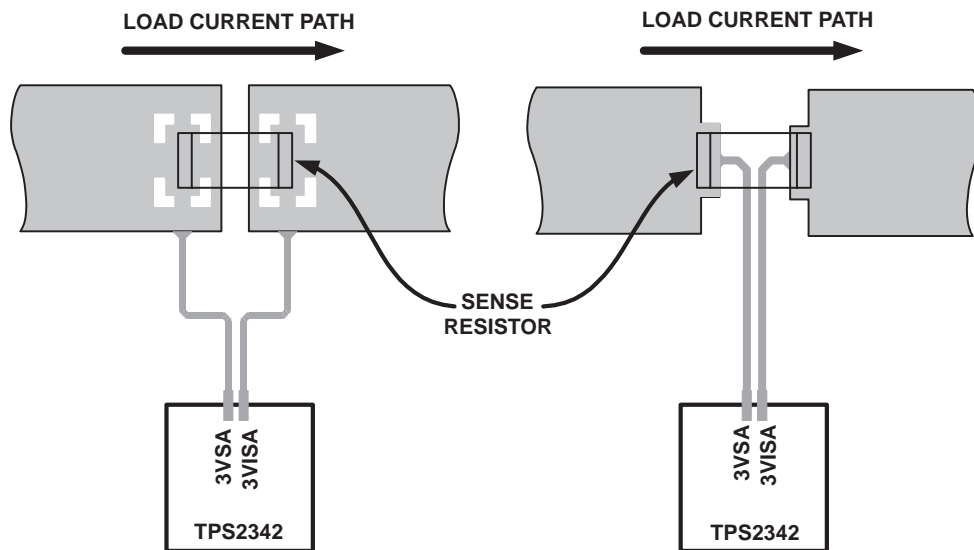 LOAD CURRENT PATH
LOAD CURRENT PATH
SENSE
RESISTOR
3VSA
3VISA
TPS2342
3VSA
3VISA
TPS2342